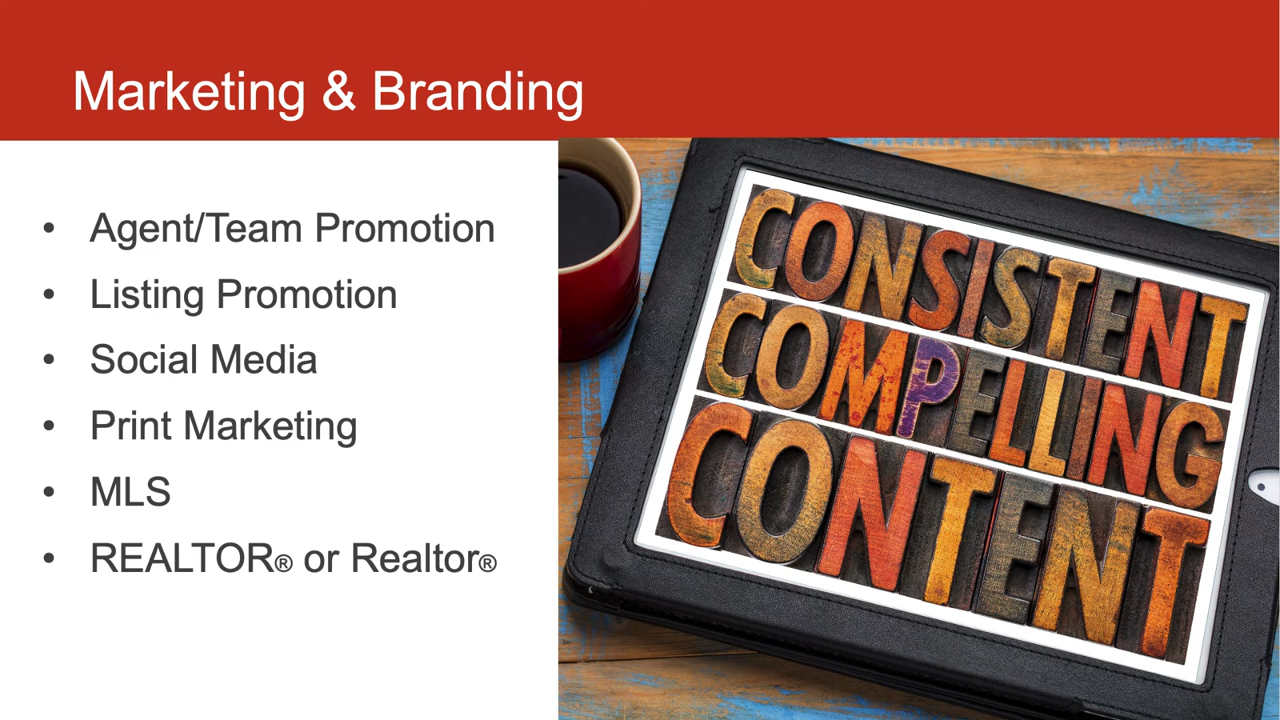 Marketing & Branding
• Agent/Team Promotion
• Listing Promotion
• Social Media
• Print Marketing
• MLS
• REALTOR® or Realtor®
CONSISTENT
COMPELLING
CONTENT